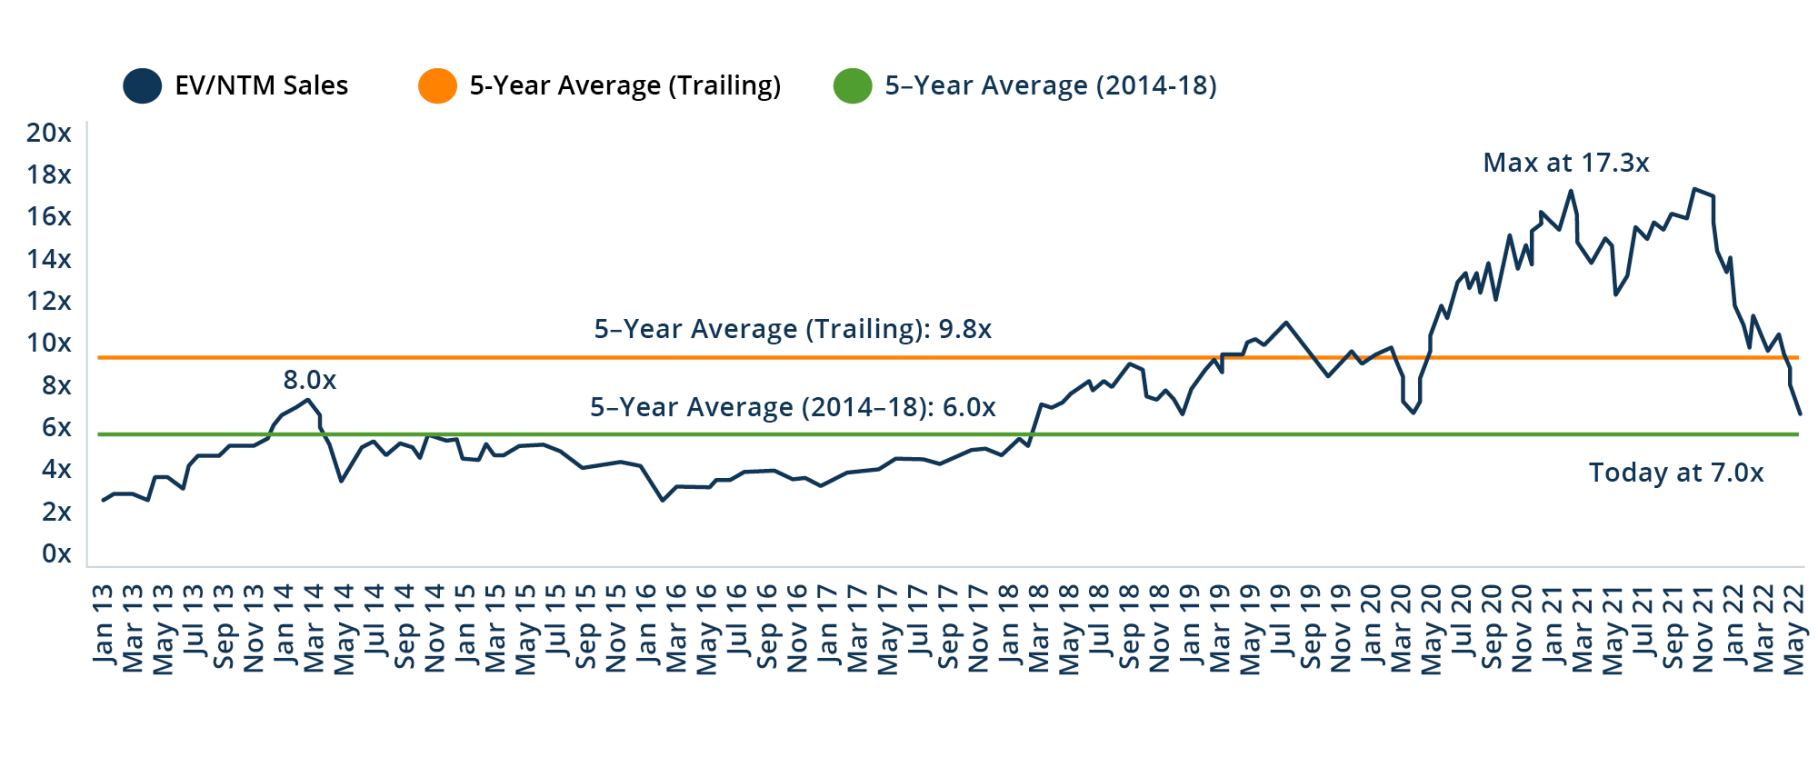 EV/NTM Sales 5-Year Average (Trailing) 5–Year Average (2014-18)
20x
18x
16x
14x
12x
10x
8x
6x
4x
2x
0x
Max at 17.3x
5–Year Average (Trailing): 9.8x
8.0x
5–Year Average (2014–18): 6.0x
Today at 7.0x
Jan 13
Mar 13
May 13
Jul 13
Sep 13
Nov 13
Jan 14
Mar 14
May 14
Jul 14
Sep 14
Nov 14
Jan 15
Mar 15
May 15
Jul 15
Sep 15
Nov 15
Jan 16
Mar 16
May 16
Jul 16
Sep 16
Nov 16
Jan 17
Mar 17
May 17
Jul 17
Sep 17
Nov 17
Jan 18
Mar 18
May 18
Jul 18
Sep 18
Nov 18
Jan 19
Mar 19
May 19
Jul 19
Sep 19
Nov 19
Jan 20
Mar 20
May 20
Jul 20
Sep 20
Nov 20
Jan 21
Mar 21
May 21
Jul 21
Sep 21
Nov 21
Jan 22
Mar 22
May 22